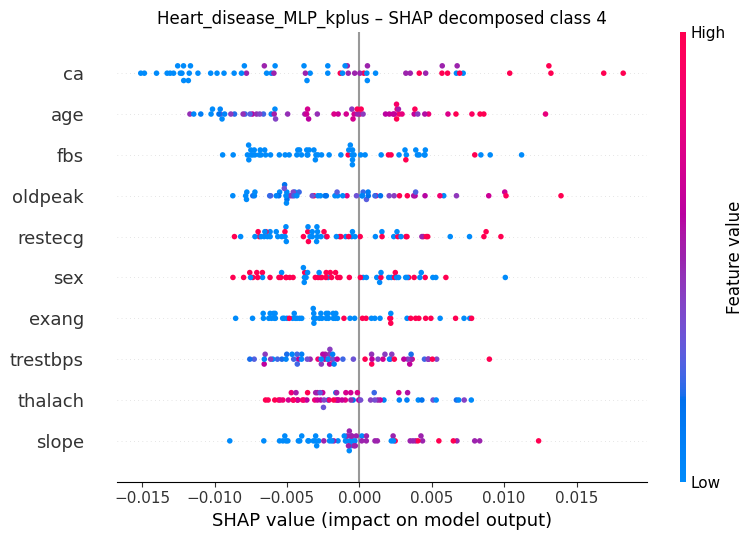 Heart_disease_MLP_kplus – SHAP decomposed class 4
High
ca
age
fbs
oldpeak
restecg
sex
exang
trestbps
thalach
slope
Feature value
Low
−0.015 −0.010 −0.005 0.000 0.005 0.010 0.015
SHAP value (impact on model output)